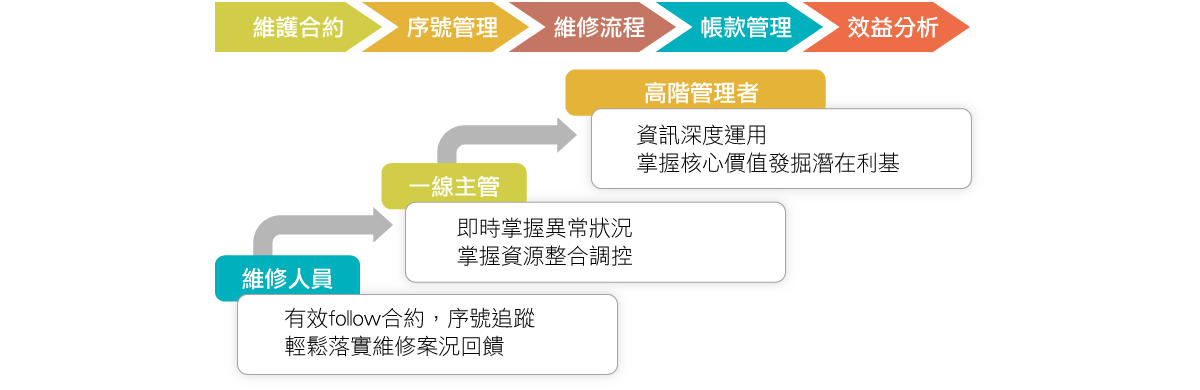 維護合約
序號管理
維修流程
帳款管理
效益分析
高階管理者
資訊深度運用
掌握核心價值發掘潛在利基
一線主管
即時掌握異常狀況
掌握資源整合調控
維修人員
有效follow合約，序號追蹤
輕鬆落實維修案況回饋